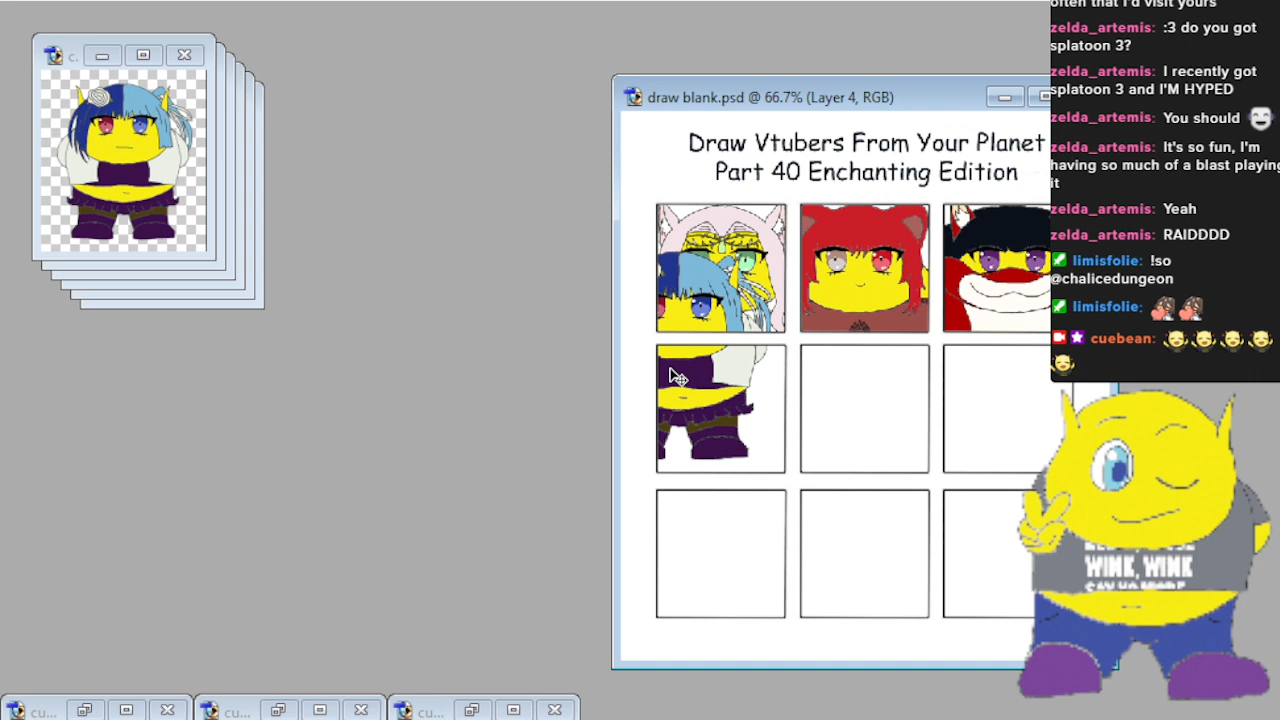 often that I'd visit yours
zelda_artemis: :3 do you got
splatoon 3?
zelda_artemis: I recently got
splatoon 3 and I'M HYPED
zelda_artemis: You should
zelda_artemis: It's so fun, I'm
having so much of a blast playing
it
zelda_artemis: Yeah
zelda_artemis: RAIDDDD
limisfolie: !so
@chalicedungeon
limisfolie:
cuebean:
c.
draw blank.psd @ 66.7% (Layer 4, RGB)
Draw Vtubers From Your Planet
Part 40 Enchanting Edition
WINK, WINK
cu...
cu...
cu...